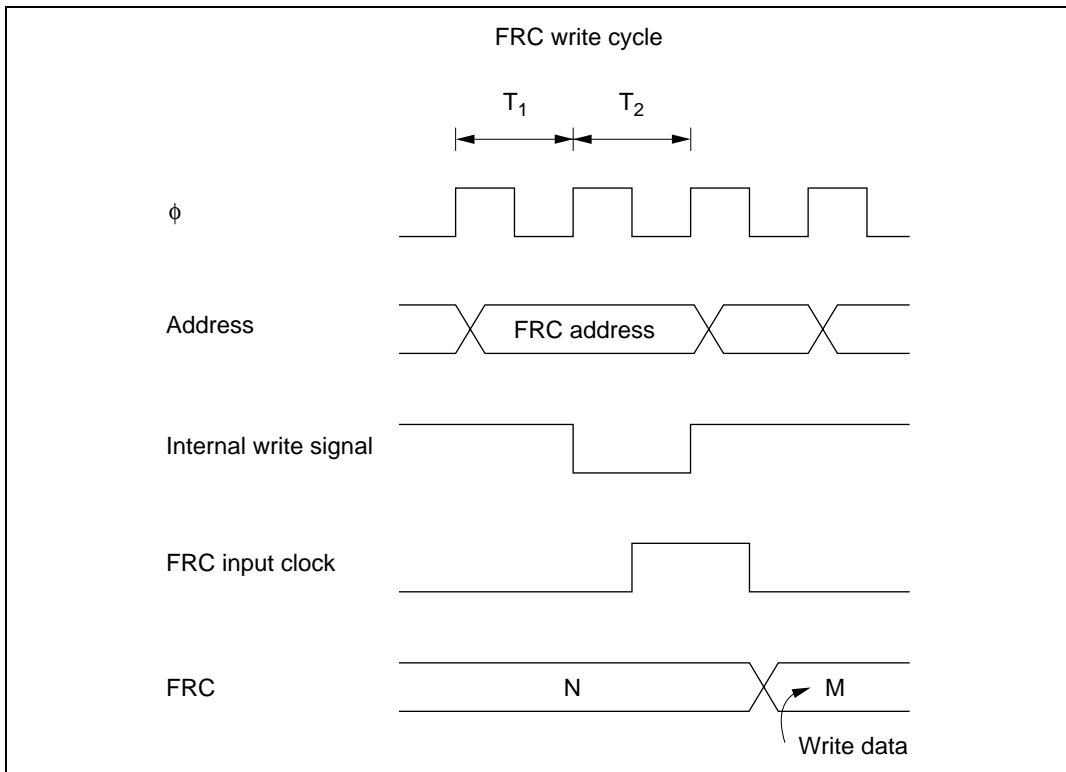 FRC write cycle
T1 T2
ϕ
Address
FRC address
Internal write signal
FRC input clock
FRC
N
M
Write data